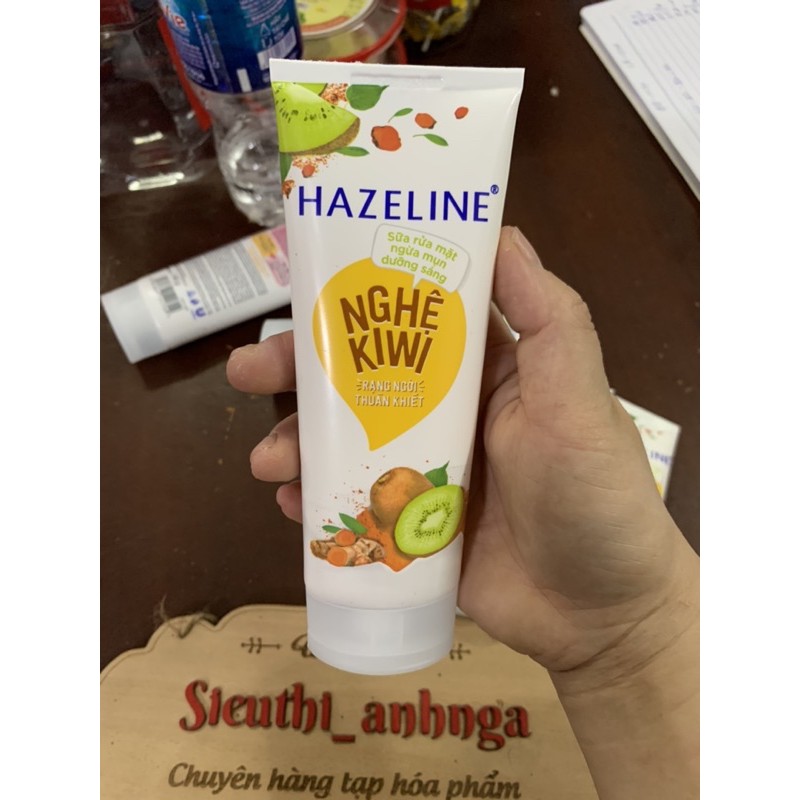 HAZELINE®
Sữa rửa mặt
ngừa mụn
dưỡng sáng
NGHỆ
KIWI
RẠNG NGỜI
THUẦN KHIẾT
Sieuthi_anhnga
Chuyên hàng tạp hóa phẩm